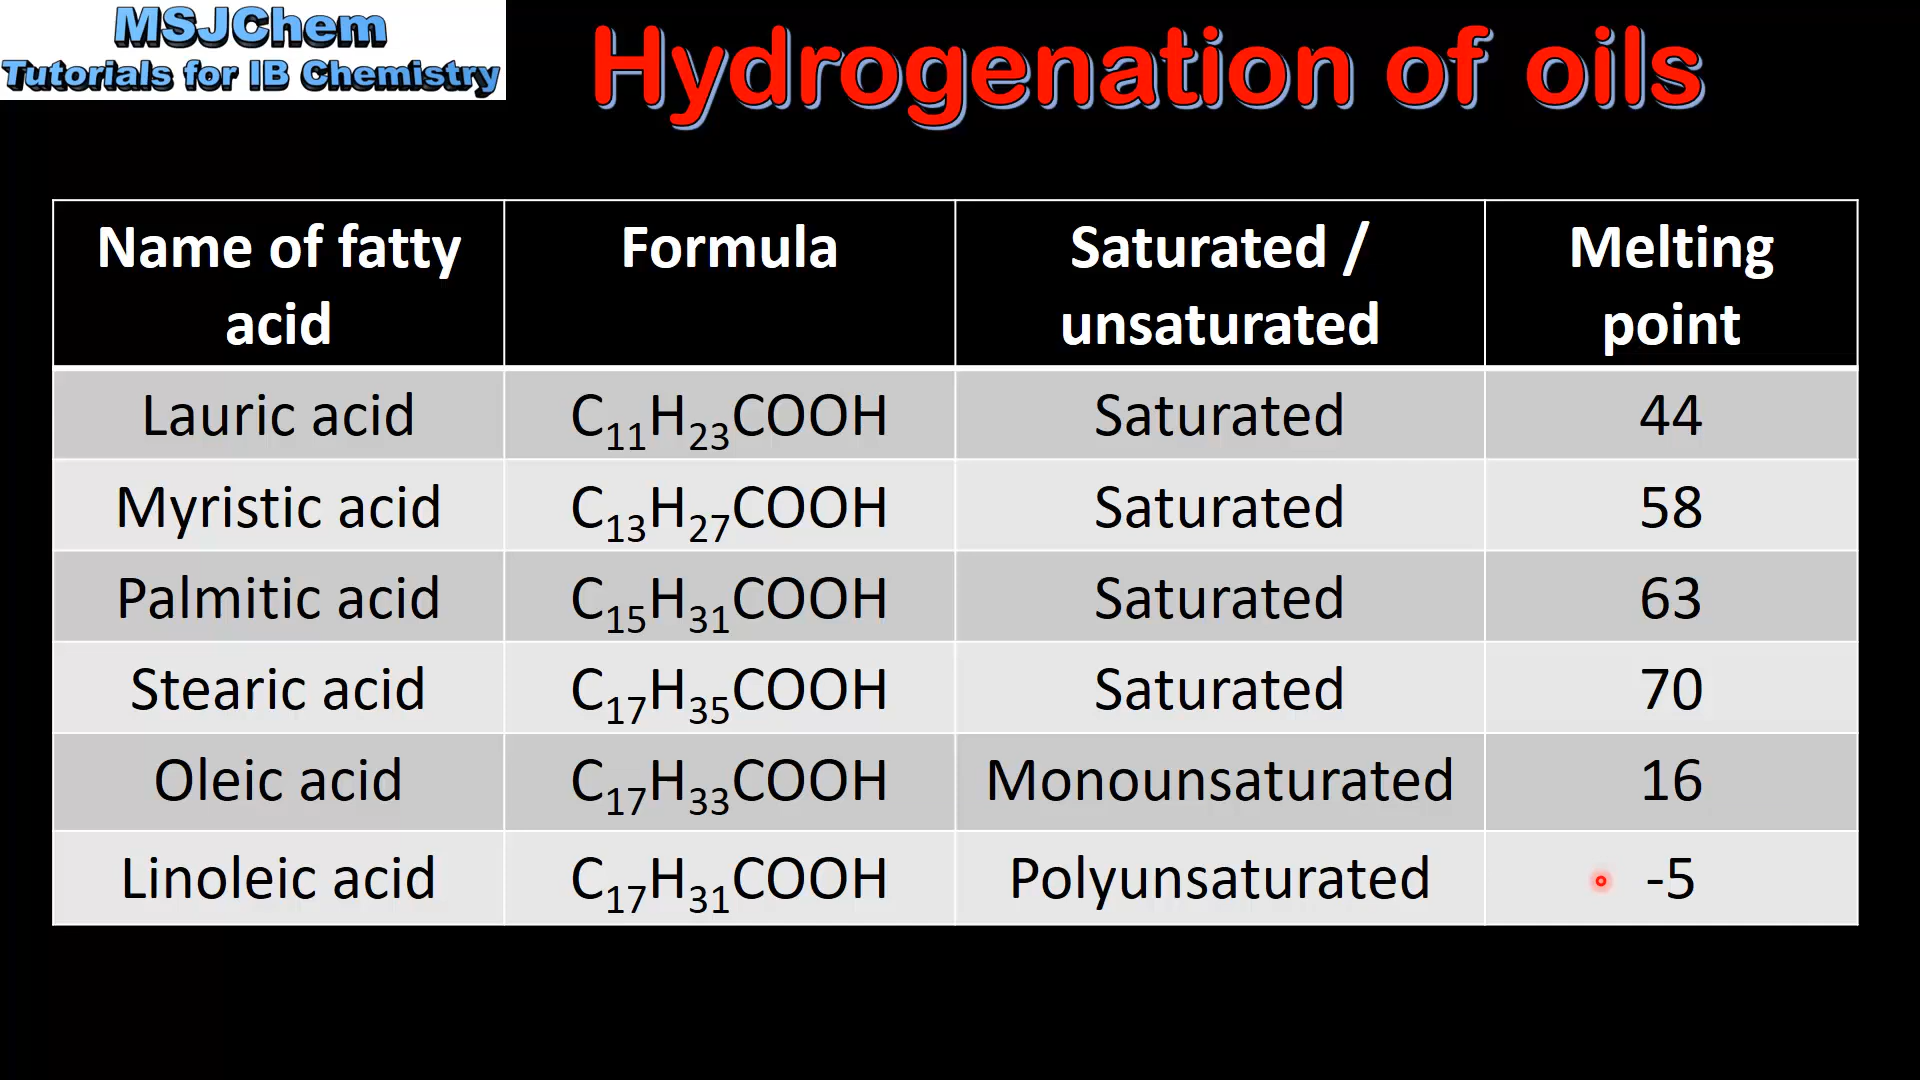 MSJChem
Tutorials for IB Chemistry
Hydrogenation of oils
Name of fatty acid | Formula | Saturated / unsaturated | Melting point
Lauric acid | C₁₁H₂₃COOH | Saturated | 44
Myristic acid | C₁₃H₂₇COOH | Saturated | 58
Palmitic acid | C₁₅H₃₁COOH | Saturated | 63
Stearic acid | C₁₇H₃₅COOH | Saturated | 70
Oleic acid | C₁₇H₃₃COOH | Monounsaturated | 16
Linoleic acid | C₁₇H₃₁COOH | Polyunsaturated | -5